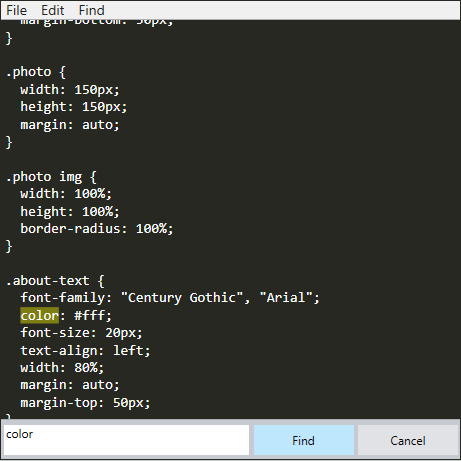 File Edit Find
margin-bottom: 50px;
}
.photo {
width: 150px;
height: 150px;
margin: auto;
}
.photo img {
width: 100%;
height: 100%;
border-radius: 100%;
}
.about-text {
font-family: "Century Gothic", "Arial";
color: #fff;
font-size: 20px;
text-align: left;
width: 80%;
margin: auto;
margin-top: 50px;
}
color Find Cancel